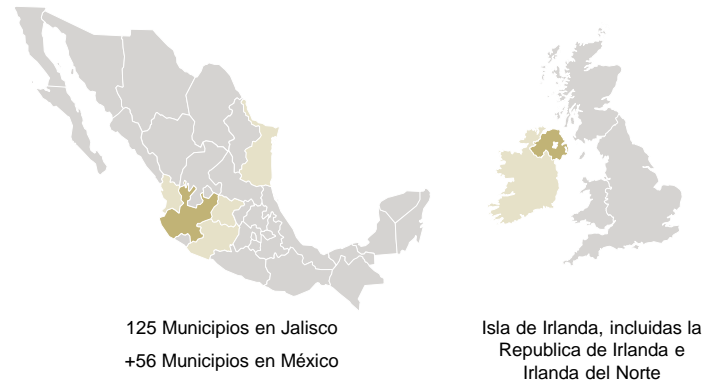 125 Municipios en Jalisco
+56 Municipios en México
Isla de Irlanda, incluidas la
Republica de Irlanda e
Irlanda del Norte